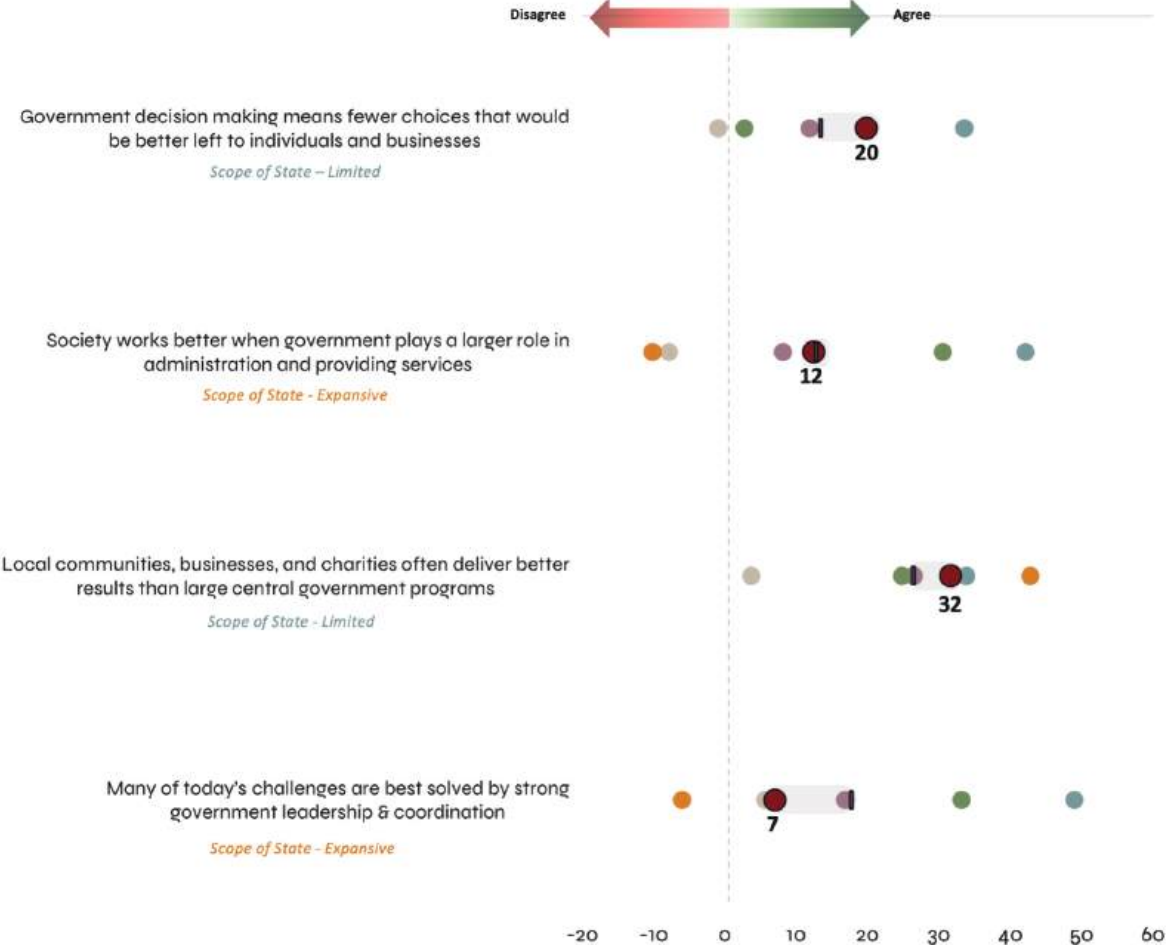 Disagree
Agree
Government decision making means fewer choices that would
be better left to individuals and businesses
Scope of State – Limited
20
Society works better when government plays a larger role in
administration and providing services
Scope of State - Expansive
12
Local communities, businesses, and charities often deliver better
results than large central government programs
Scope of State - Limited
32
Many of today's challenges are best solved by strong
government leadership & coordination
Scope of State - Expansive
7
-20 -10 0 10 20 30 40 50 60